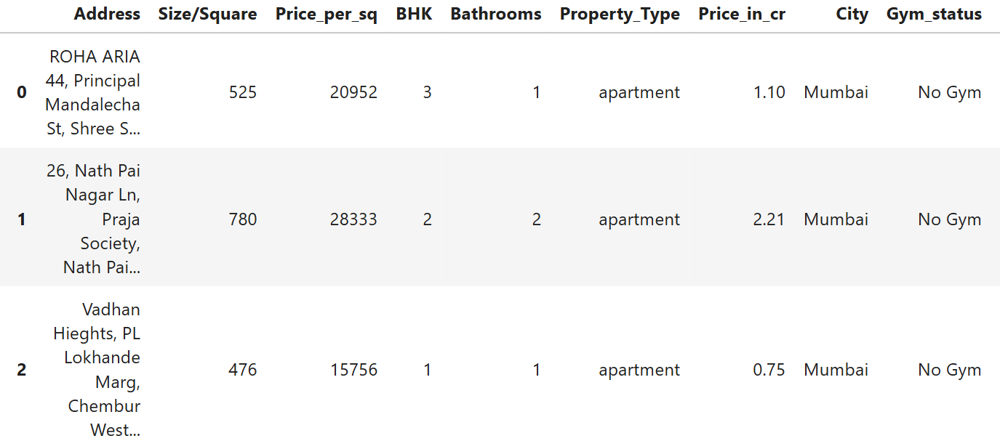 Address Size/Square Price_per_sq BHK Bathrooms Property_Type Price_in_cr City Gym_status
ROHA ARIA
44, Principal
0 Mandalecha 525 20952 3 1 apartment 1.10 Mumbai No Gym
St, Shree S...
26, Nath Pai
Nagar Ln,
1 Praja 780 28333 2 2 apartment 2.21 Mumbai No Gym
Society,
Nath Pai...
Vadhan
Hieghts, PL
2 Lokhande 476 15756 1 1 apartment 0.75 Mumbai No Gym
Marg,
Chembur
West...